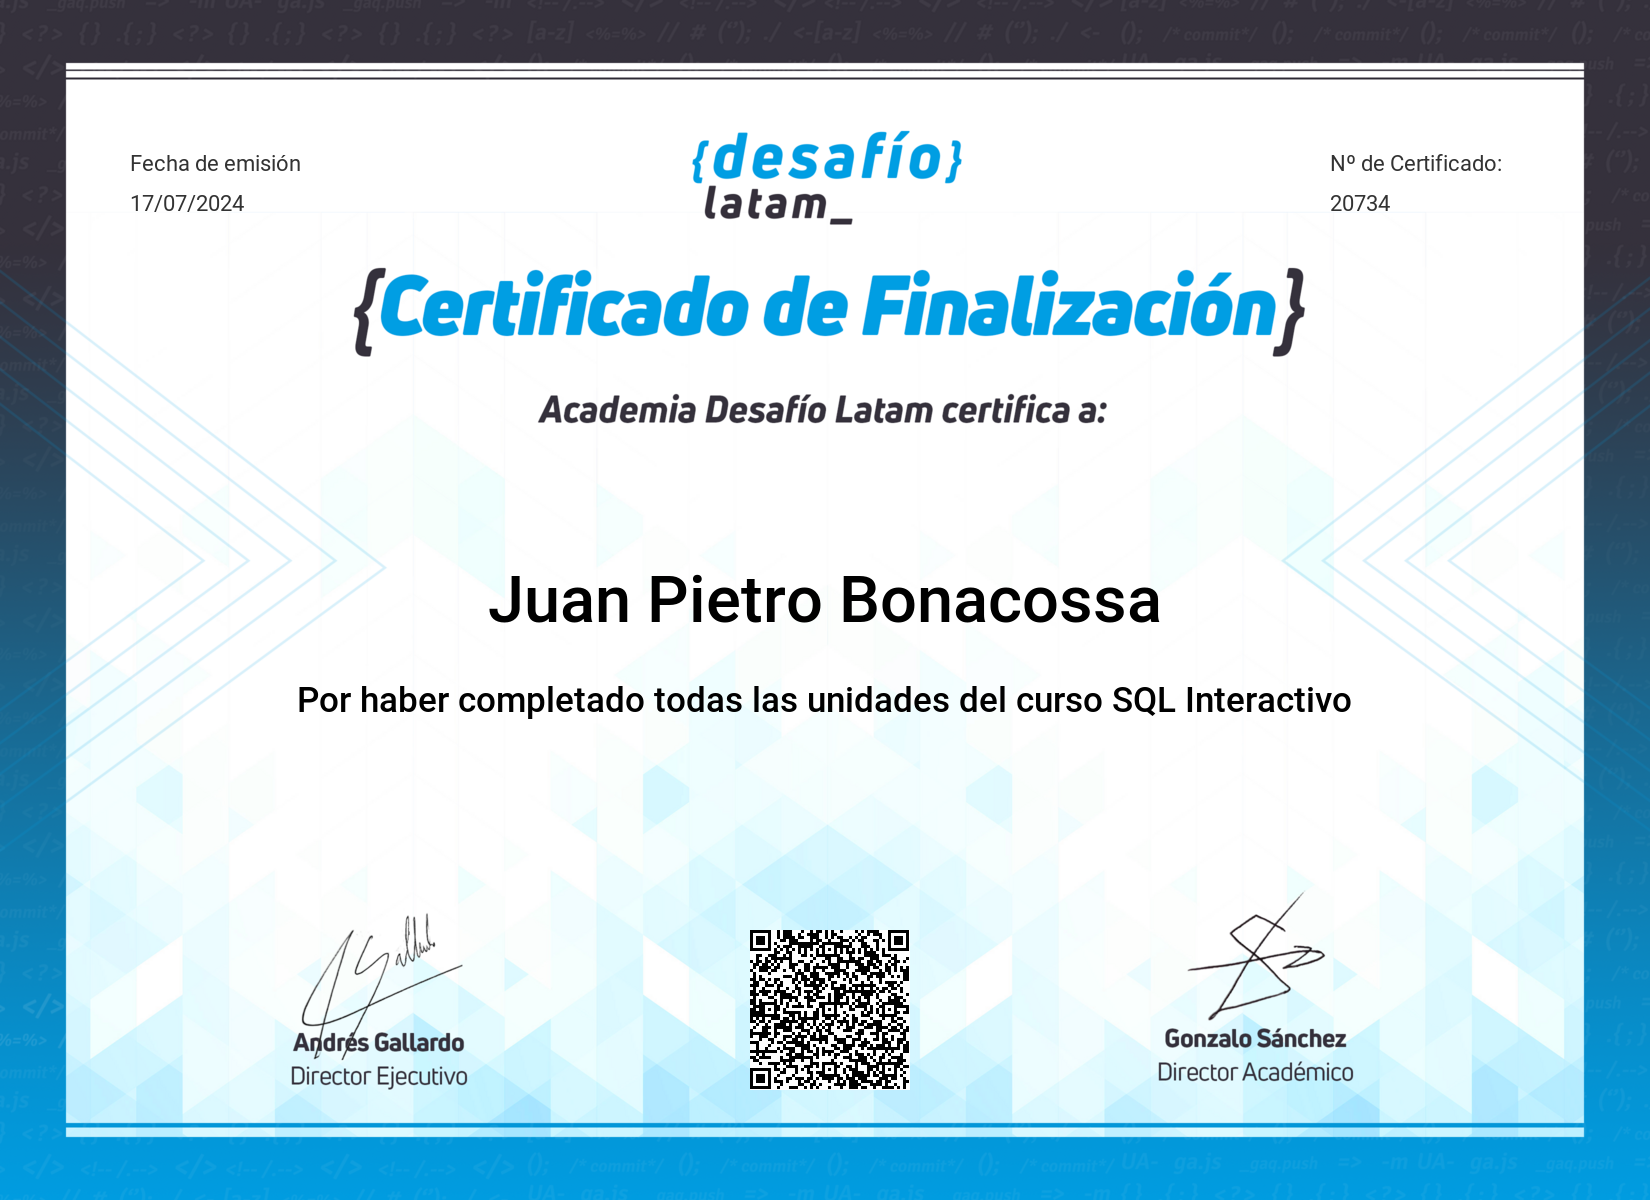 Fecha de emisión
17/07/2024
{desafío}
latam_
Nº de Certificado:
20734
{Certificado de Finalización}
Academia Desafío Latam certifica a:
Juan Pietro Bonacossa
Por haber completado todas las unidades del curso SQL Interactivo
Andrés Gallardo
Director Ejecutivo
Gonzalo Sánchez
Director Académico